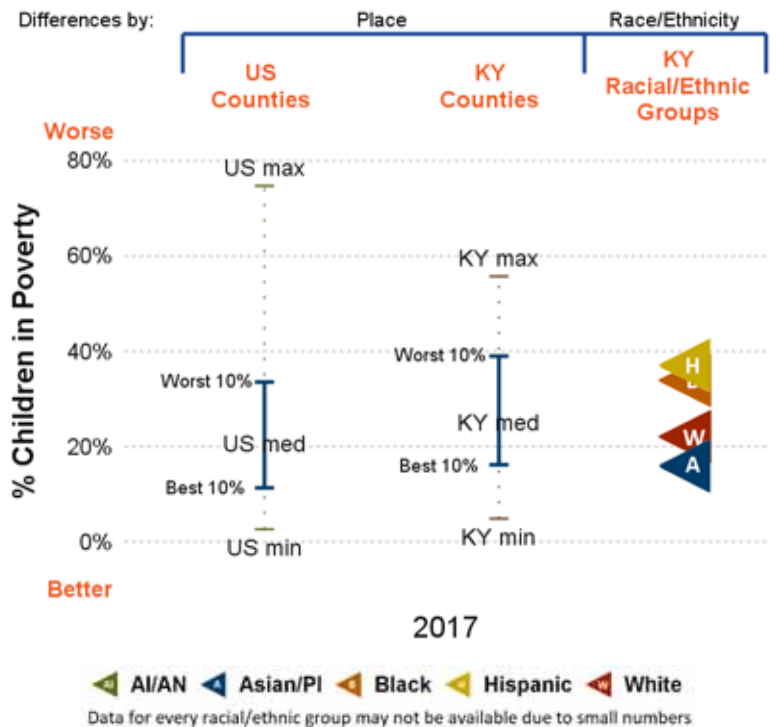 Differences by:
Place
Race/Ethnicity
US
Counties
KY
Counties
KY
Racial/Ethnic
Groups
Worse
80%
US max
60%
KY max
% Children in Poverty
40%
Worst 10%
Worst 10%
H
US med
KY med
W
20%
Best 10%
Best 10%
A
0%
US min
KY min
Better
2017
AI/AN
A Asian/PI
Black
Hispanic
W White
Data for every racial/ethnic group may not be available due to small numbers